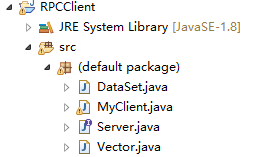 RPCClient
JRE System Library [JavaSE-1.8]
src
(default package)
DataSet.java
MyClient.java
Server.java
Vector.java